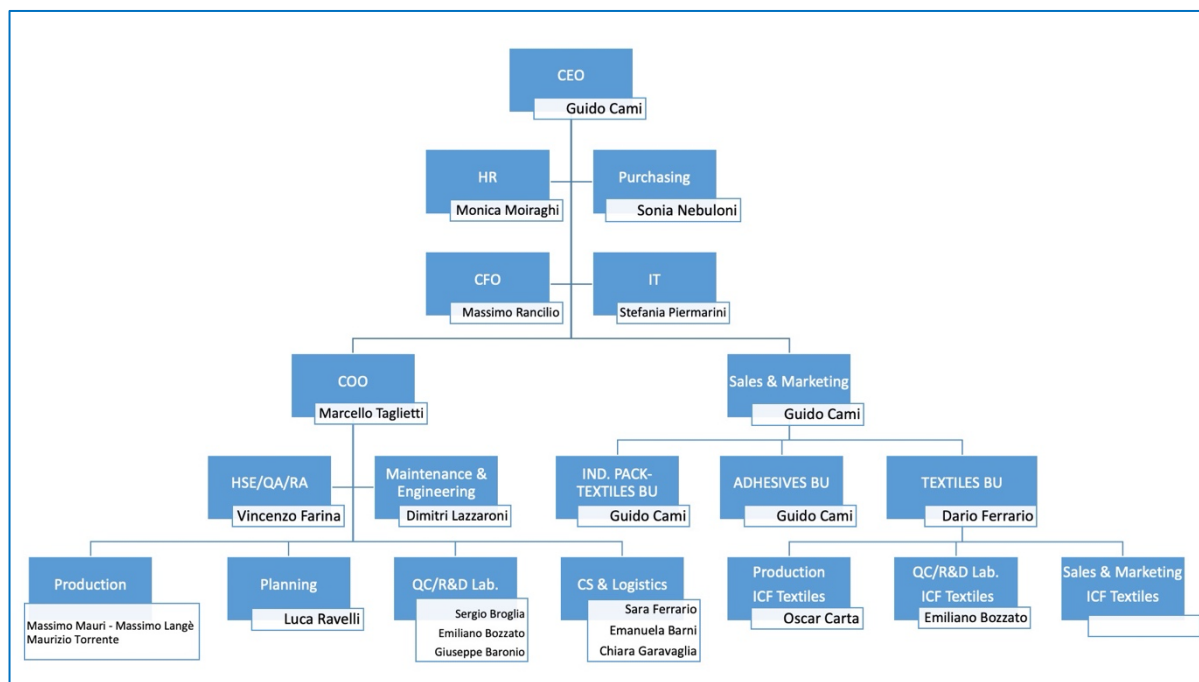 CEO
Guido Cami
HR
Monica Moiraghi
Purchasing
Sonia Nebuloni
CFO
Massimo Rancilio
IT
Stefania Piermarini
COO
Marcello Taglietti
Sales & Marketing
Guido Cami
HSE/QA/RA
Vincenzo Farina
Maintenance &
Engineering
Dimitri Lazzaroni
IND. PACK-
TEXTILES BU
Guido Cami
ADHESIVES BU
Guido Cami
TEXTILES BU
Dario Ferrario
Production
Massimo Mauri - Massimo Langè
Maurizio Torrente
Planning
Luca Ravelli
QC/R&D Lab.
Sergio Broglia
Emiliano Bozzato
Giuseppe Baronio
CS & Logistics
Sara Ferrario
Emanuela Barni
Chiara Garavaglia
Production
ICF Textiles
Oscar Carta
QC/R&D Lab.
ICF Textiles
Emiliano Bozzato
Sales & Marketing
ICF Textiles